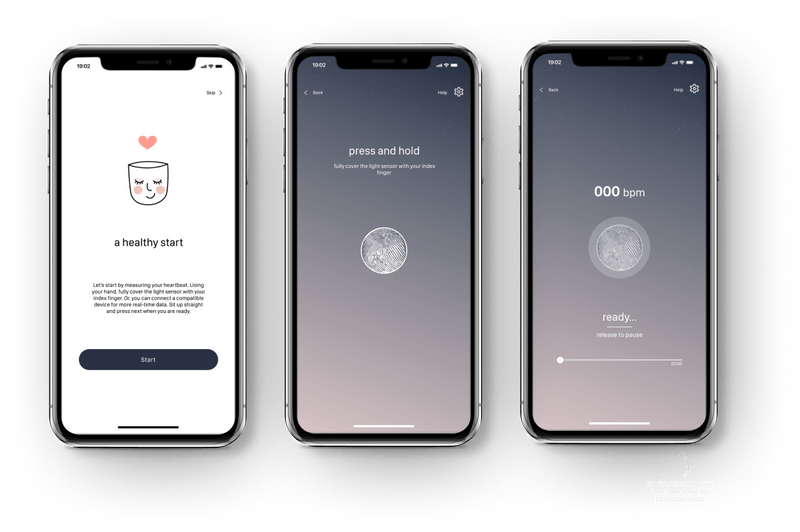 19:02
Skip
a healthy start
Let's start by measuring your heartbeat. Using
your hand, fully cover the light sensor with your
index finger. Or, you can connect a compatible
device for more real-time data. Sit up straight
and press next when you are ready.
Start
19:02
Back
Help
press and hold
fully cover the light sensor with your index
finger
19:02
Back
Help
000 bpm
ready...
release to pause